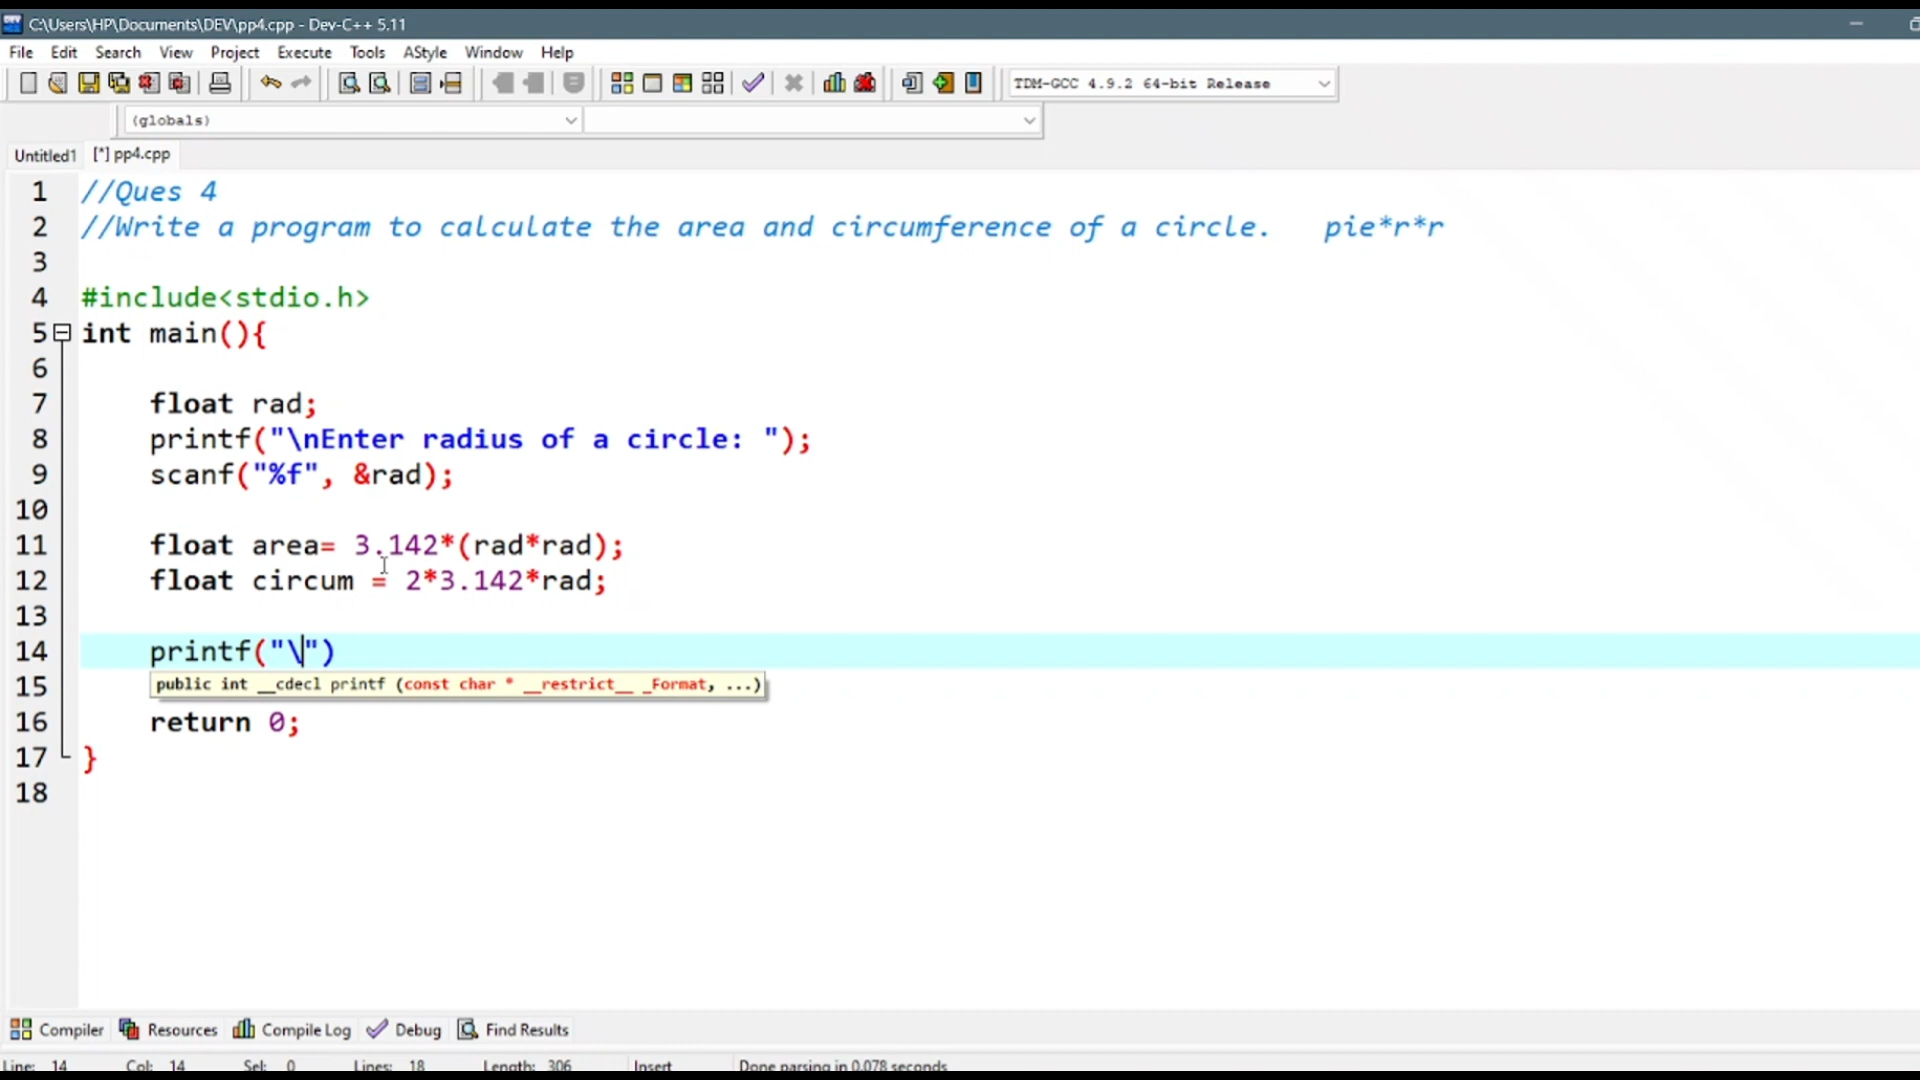 C:\Users\HP\Documents\DEV\pp4.cpp - Dev-C++ 5.11
File Edit Search View Project Execute Tools AStyle Window Help
TDM-GCC 4.9.2 64-bit Release
(globals)
Untitled1 [*] pp4.cpp
1 //Ques 4
2 //Write a program to calculate the area and circumference of a circle. pie*r*r
3
4 #include<stdio.h>
5 int main(){
6
7 float rad;
8 printf("\nEnter radius of a circle: ");
9 scanf("%f", &rad);
10
11 float area= 3.142*(rad*rad);
12 float circum = 2*3.142*rad;
13
14 printf("\")
15 public int __cdecl printf (const char * __restrict__ _Format, ...)
16 return 0;
17 }
18
Compiler Resources Compile Log Debug Find Results
Line: 14 Col: 14 Sel: 0 Lines: 18 Length: 306 Insert Done parsing in 0.078 seconds